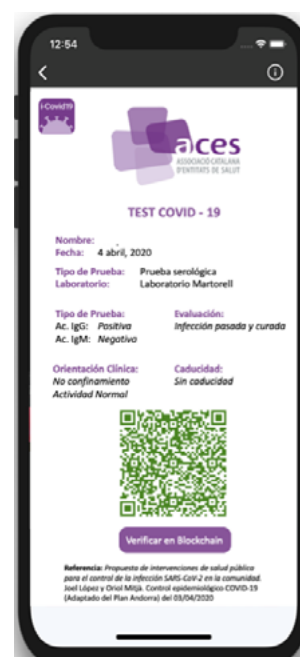 12:54
i-Covid19
aces
ASSOCIACIÓ CATALANA
D'ENTITATS DE SALUT
TEST COVID - 19
Nombre:
Fecha: 4 abril, 2020
Tipo de Prueba: Prueba serológica
Laboratorio: Laboratorio Martorell
Tipo de Prueba: Evaluación:
Ac. IgG: Positiva Infección pasada y curada
Ac. IgM: Negativa
Orientación Clínica: Caducidad:
No confinamiento Sin caducidad
Actividad Normal
Verificar en Blockchain
Referencia: Propuesta de intervenciones de salud pública
para el control de la infección SARS-CoV-2 en la comunidad.
Joel López y Oriol Mitjà. Control epidemiológico COVID-19
(Adaptado del Plan Andorra) del 03/04/2020